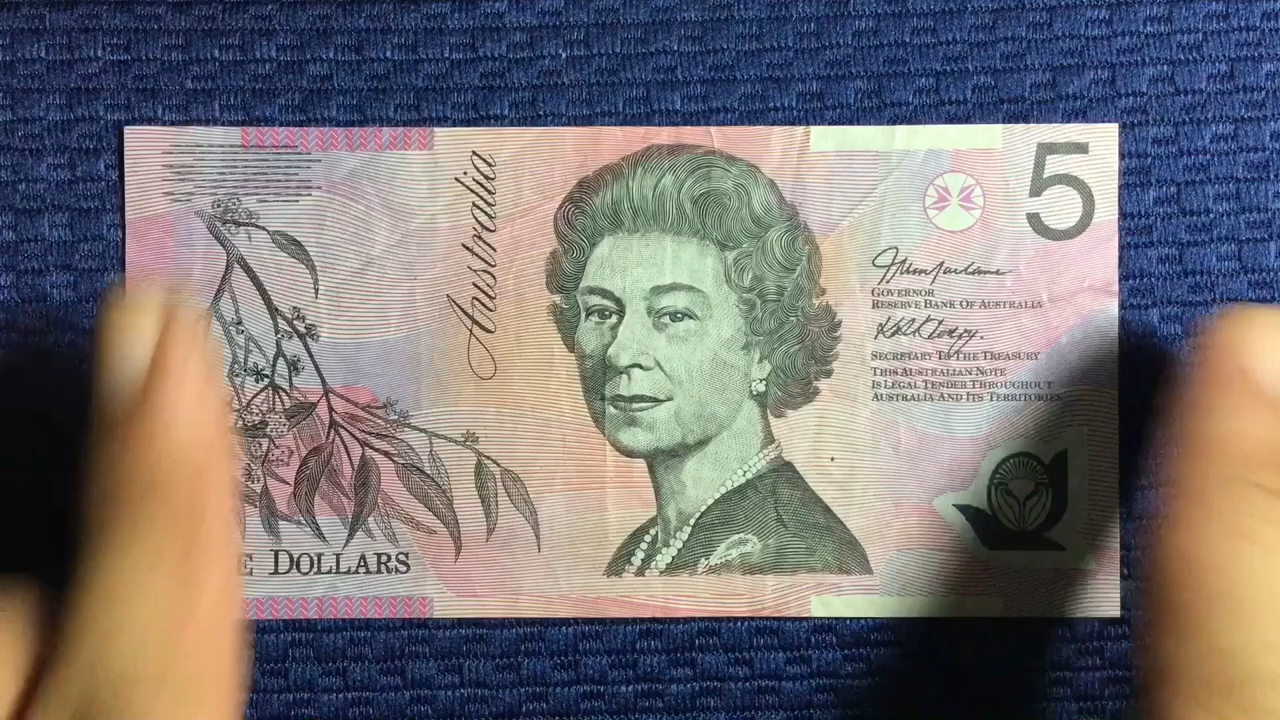 Australia
5
GOVERNOR
RESERVE BANK OF AUSTRALIA
SECRETARY TO THE TREASURY
THIS AUSTRALIAN NOTE
IS LEGAL TENDER THROUGHOUT
AUSTRALIA AND ITS TERRITORIES
E DOLLARS